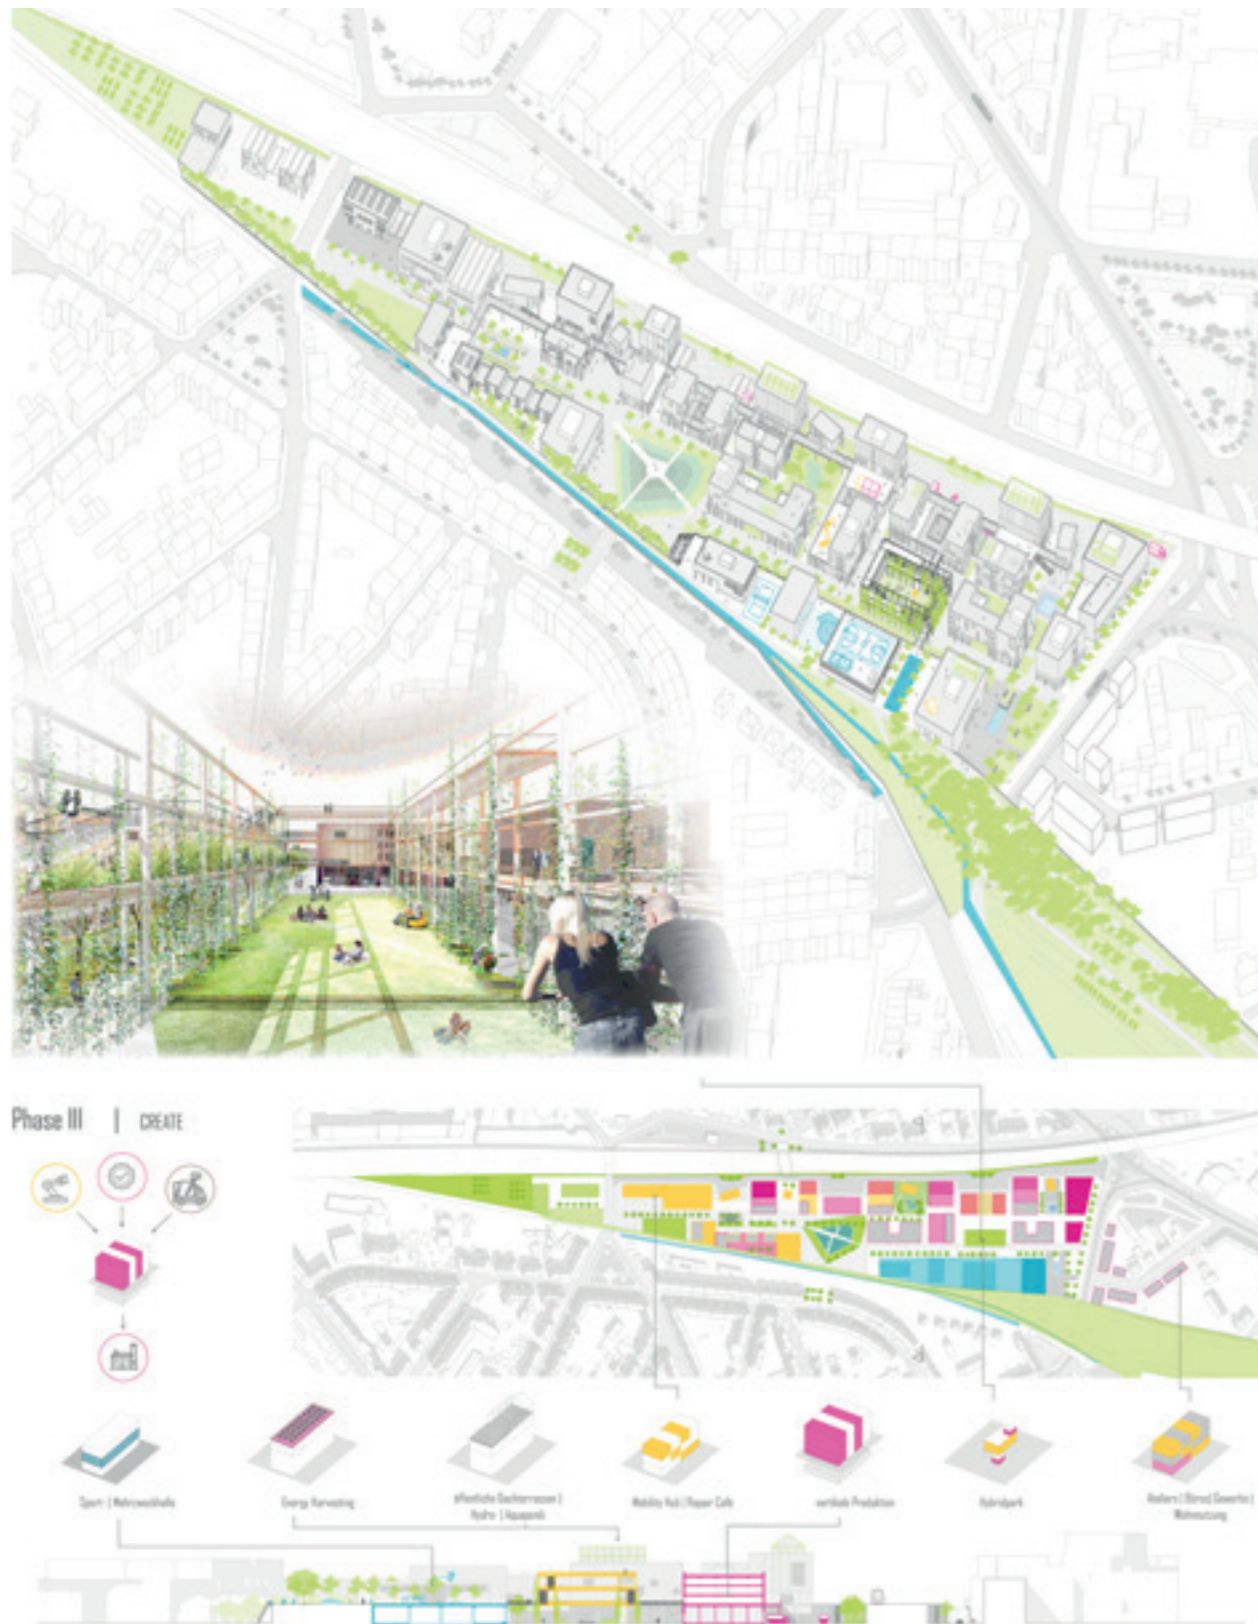 Phase III | CREATE
Sport- | Mehrzweckhalle
Energy Harvesting
öffentliche Dachterrassen |
Hydro- | Aquaponik
Mobility Hub | Repair Café
vertikale Produktion
Hybridpark
Ateliers | Büros | Gewerbe |
Wohnnutzung